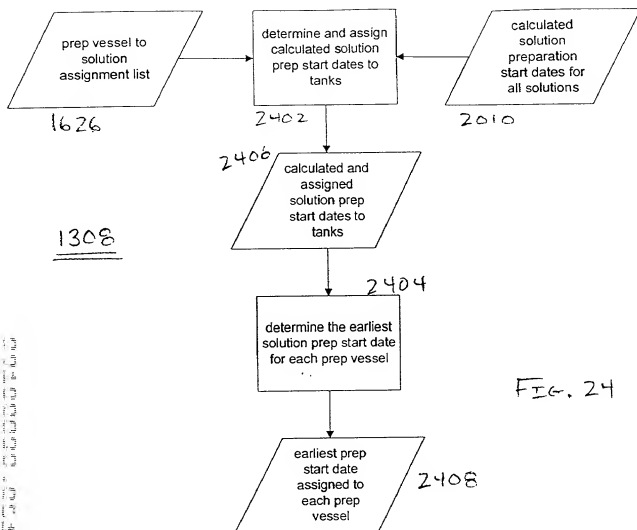 prep vessel to
solution
assignment list
1626
determine and assign
calculated solution
prep start dates to
tanks
2402
calculated
solution
preparation
start dates for
all solutions
2010
2406
calculated and
assigned
solution prep
start dates to
tanks
1308
2404
determine the earliest
solution prep start date
for each prep vessel
FIG. 24
earliest prep
start date
assigned to
each prep
vessel
2408